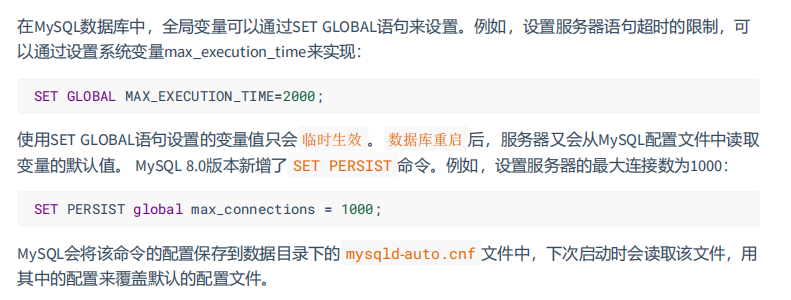 在MySQL数据库中，全局变量可以通过SET GLOBAL语句来设置。例如，设置服务器语句超时的限制，可
以通过设置系统变量max_execution_time来实现：
SET GLOBAL MAX_EXECUTION_TIME=2000;
使用SET GLOBAL语句设置的变量值只会 临时生效 。 数据库重启 后，服务器又会从MySQL配置文件中读取
变量的默认值。 MySQL 8.0版本新增了 SET PERSIST 命令。例如，设置服务器的最大连接数为1000：
SET PERSIST global max_connections = 1000;
MySQL会将该命令的配置保存到数据目录下的 mysqld-auto.cnf 文件中，下次启动时会读取该文件，用
其中的配置来覆盖默认的配置文件。